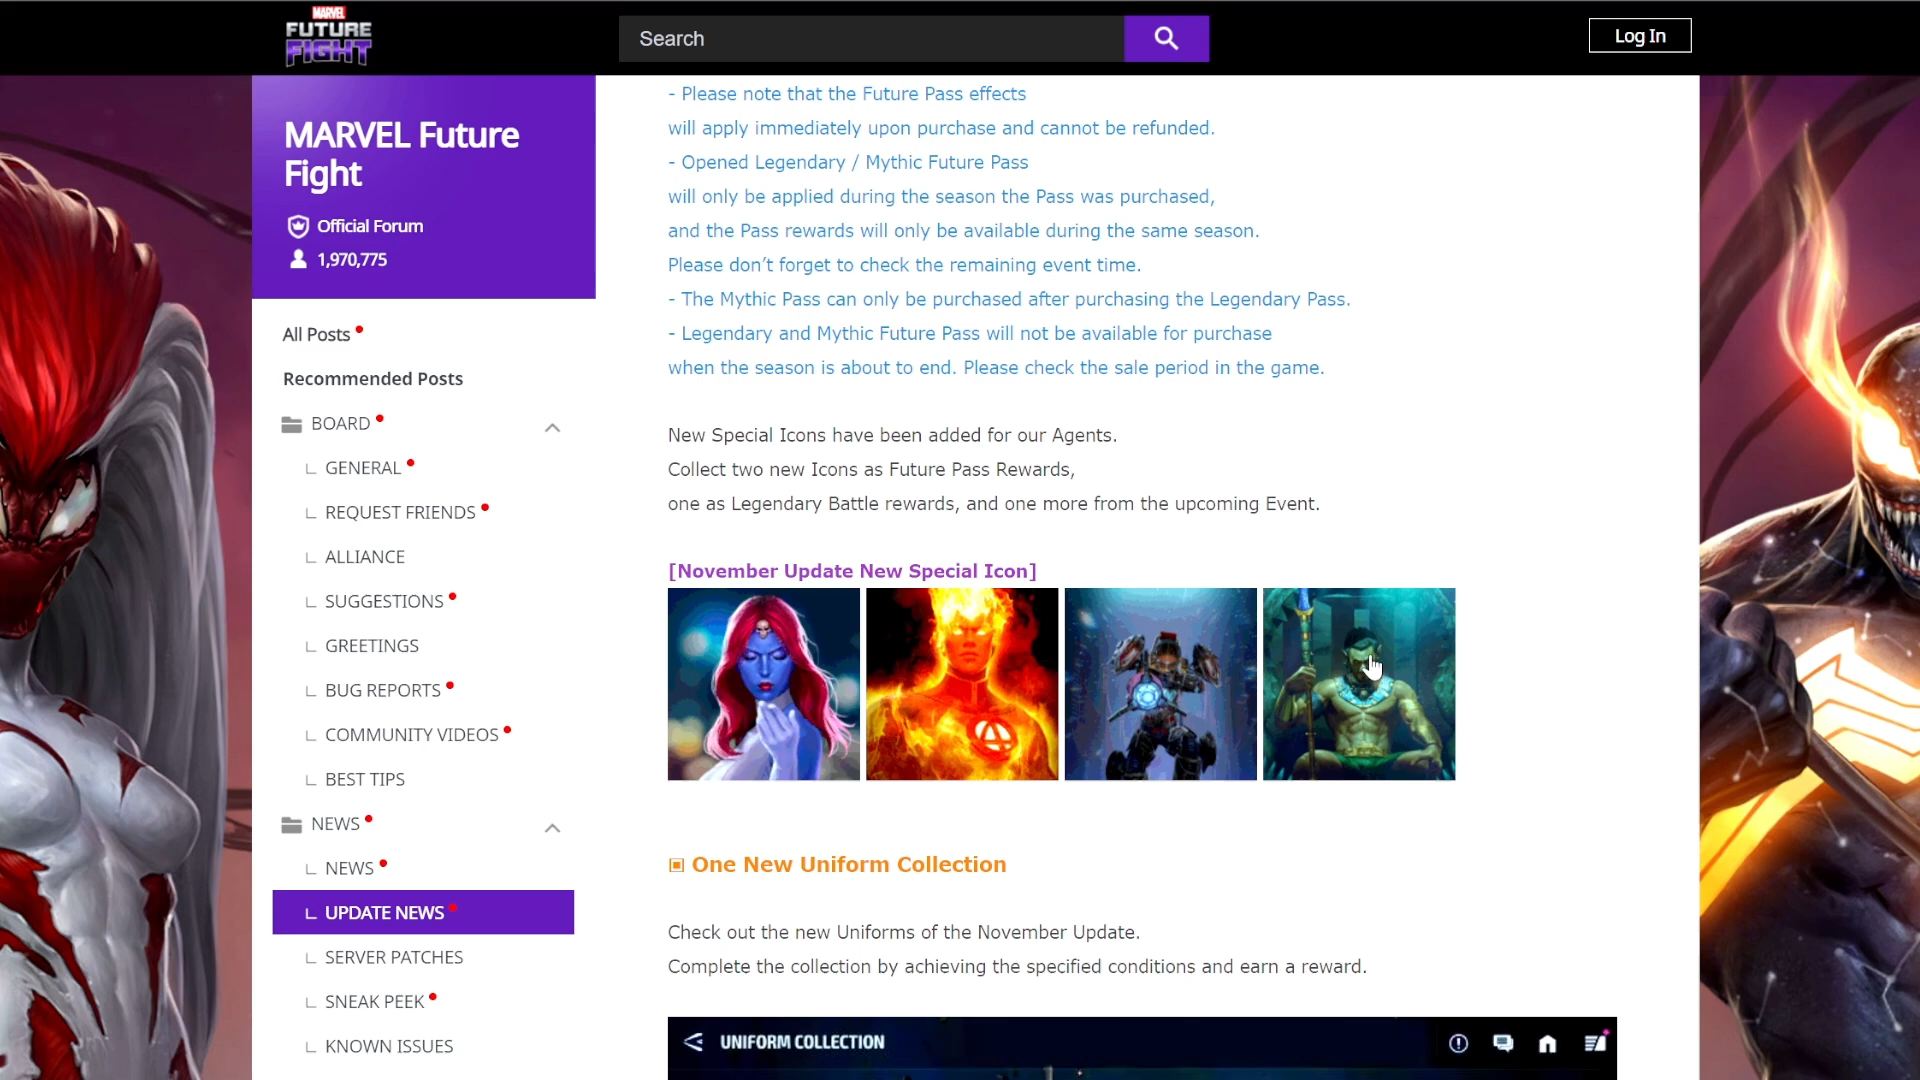 MARVEL
FUTURE
FIGHT
Search
Log In
MARVEL Future
Fight
Official Forum
1,970,775
All Posts
Recommended Posts
BOARD
GENERAL
REQUEST FRIENDS
ALLIANCE
SUGGESTIONS
GREETINGS
BUG REPORTS
COMMUNITY VIDEOS
BEST TIPS
NEWS
NEWS
UPDATE NEWS
SERVER PATCHES
SNEAK PEEK
KNOWN ISSUES
- Please note that the Future Pass effects
will apply immediately upon purchase and cannot be refunded.
- Opened Legendary / Mythic Future Pass
will only be applied during the season the Pass was purchased,
and the Pass rewards will only be available during the same season.
Please don’t forget to check the remaining event time.
- The Mythic Pass can only be purchased after purchasing the Legendary Pass.
- Legendary and Mythic Future Pass will not be available for purchase
when the season is about to end. Please check the sale period in the game.
New Special Icons have been added for our Agents.
Collect two new Icons as Future Pass Rewards,
one as Legendary Battle rewards, and one more from the upcoming Event.
[November Update New Special Icon]
▣ One New Uniform Collection
Check out the new Uniforms of the November Update.
Complete the collection by achieving the specified conditions and earn a reward.
UNIFORM COLLECTION